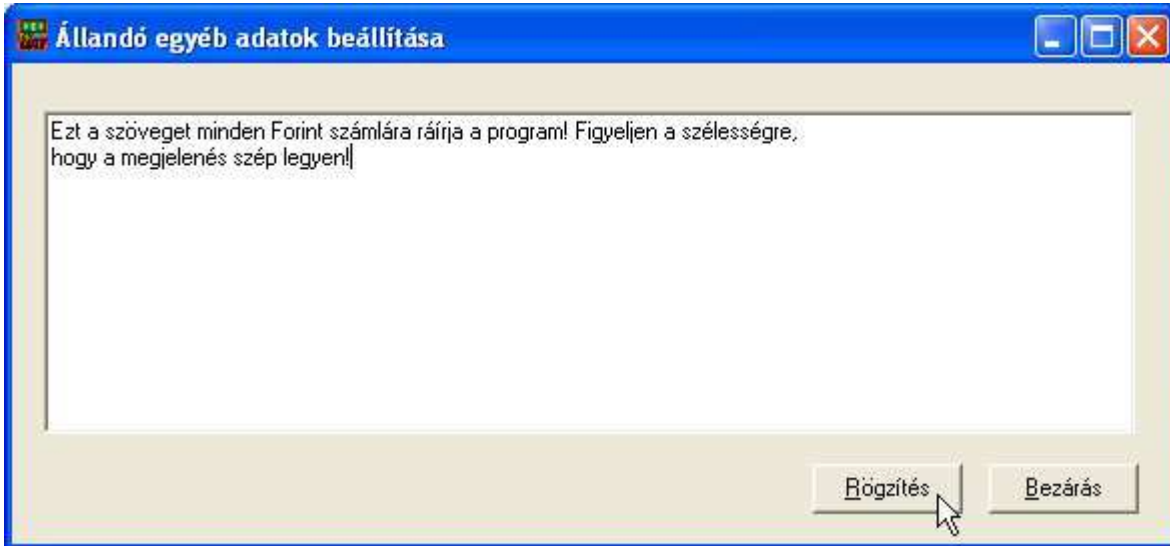 Állandó egyéb adatok beállítása
Ezt a szöveget minden Forint számlára ráírja a program! Figyeljen a szélességre,
hogy a megjelenés szép legyen!
Rögzítés
Bezárás